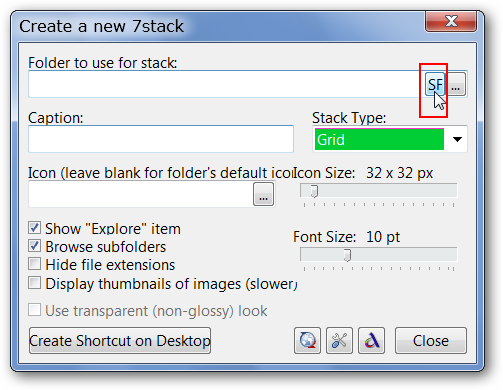 Create a new 7stack
Folder to use for stack:
SF ...
Caption:
Stack Type:
Grid
Icon (leave blank for folder's default ico
Icon Size: 32 x 32 px
...
Show "Explore" item
Browse subfolders
Font Size: 10 pt
Hide file extensions
Display thumbnails of images (slower)
Use transparent (non-glossy) look
Create Shortcut on Desktop
a
Close